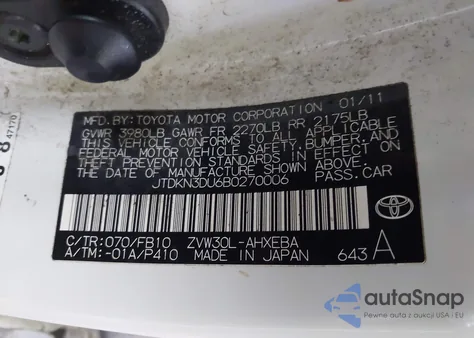 MFD. BY: TOYOTA MOTOR CORPORATION 01/11
GVWR 3980LB GAWR FR 2270LB RR 2175LB
THIS VEHICLE CONFORMS TO ALL APPLICABLE
FEDERAL MOTOR VEHICLE SAFETY, BUMPER, AND
THEFT PREVENTION STANDARDS IN EFFECT ON
THE DATE OF MANUFACTURE SHOWN ABOVE.
JTDKN3DU6B0270006 PASS.CAR
C/TR: 070/FB10 ZVW30L-AHXEBA
A/TM: -01A/P410 MADE IN JAPAN 643 A
TOYOTA
47170
autoSnap
Pewne auta z USA i EU